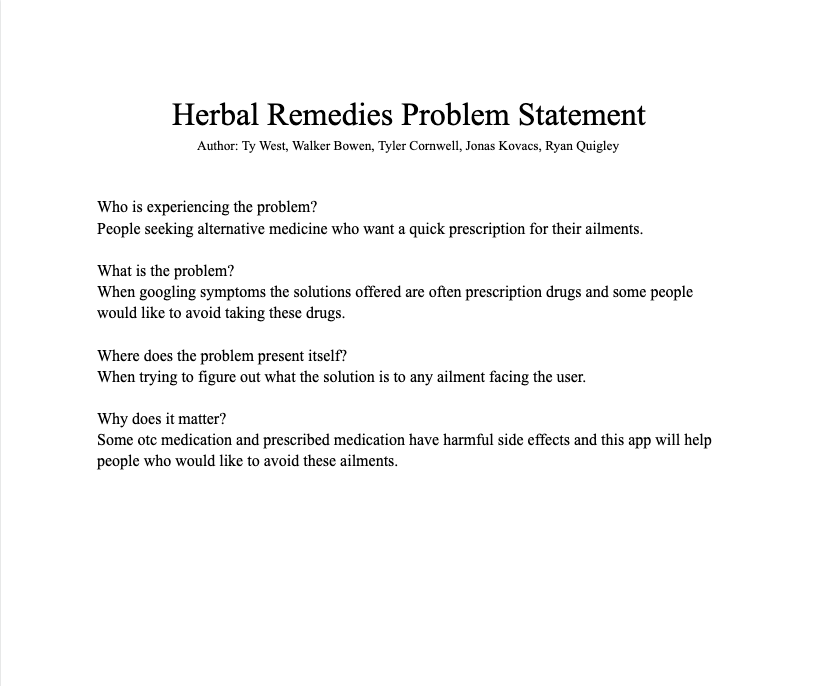 Herbal Remedies Problem Statement
Author: Ty West, Walker Bowen, Tyler Cornwell, Jonas Kovacs, Ryan Quigley
Who is experiencing the problem?
People seeking alternative medicine who want a quick prescription for their ailments.
What is the problem?
When googling symptoms the solutions offered are often prescription drugs and some people
would like to avoid taking these drugs.
Where does the problem present itself?
When trying to figure out what the solution is to any ailment facing the user.
Why does it matter?
Some otc medication and prescribed medication have harmful side effects and this app will help
people who would like to avoid these ailments.